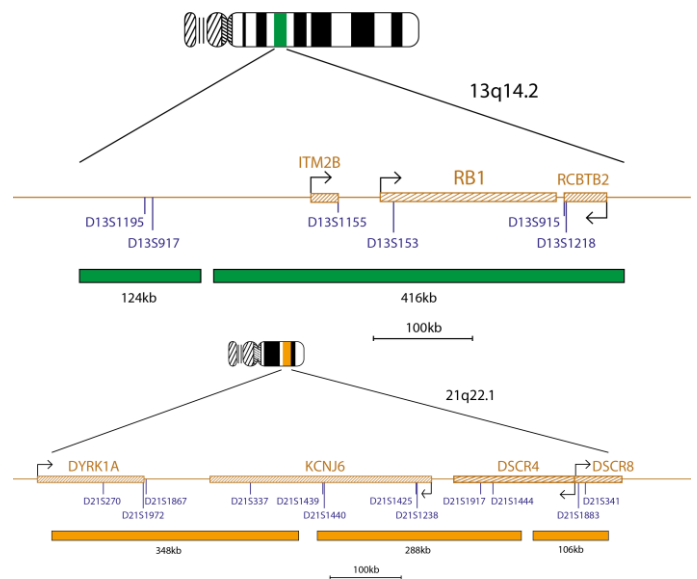 13q14.2
ITM2B
RB1
RCBTB2
D13S1195
D13S917
D13S1155
D13S153
D13S915
D13S1218
124kb
416kb
100kb
21q22.1
DYRK1A
KCNJ6
DSCR4
DSCR8
D21S270
D21S1867
D21S1972
D21S337
D21S1439
D21S1440
D21S1425
D21S1238
D21S1917
D21S1444
D21S341
D21S1883
348kb
288kb
106kb
100kb